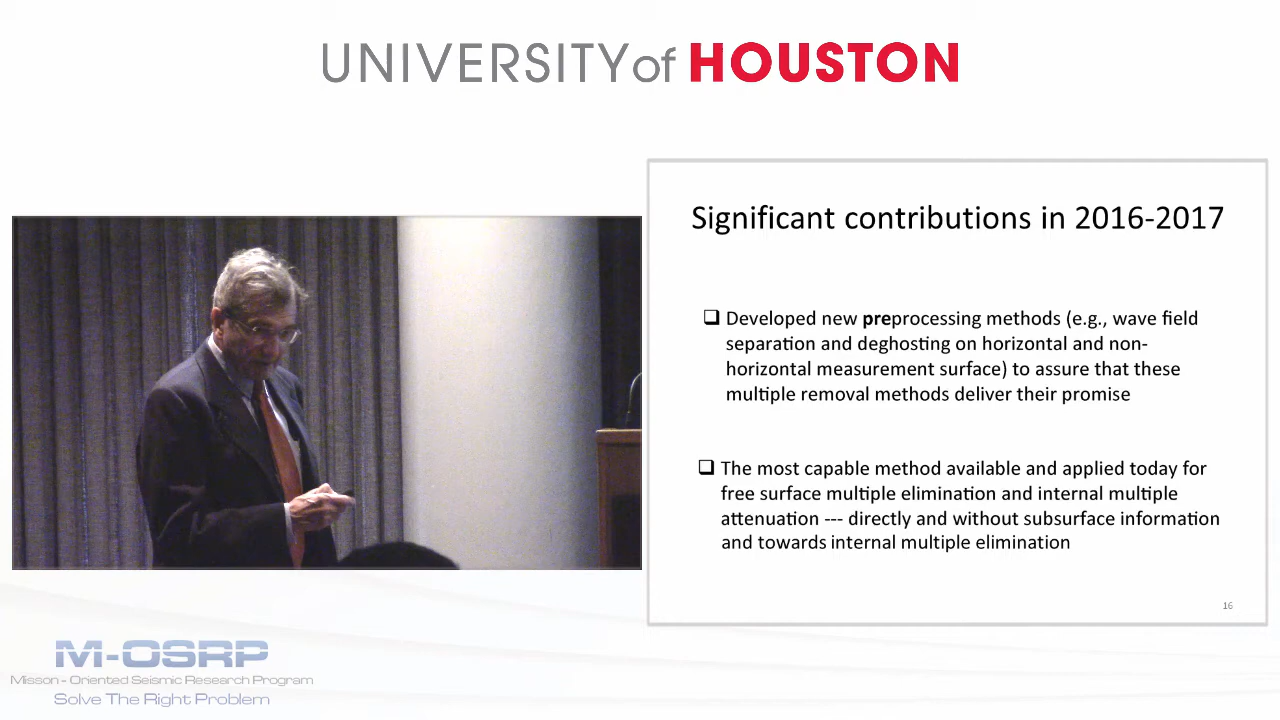 UNIVERSITY of HOUSTON
Significant contributions in 2016-2017
Developed new preprocessing methods (e.g., wave field
separation and deghosting on horizontal and non-
horizontal measurement surface) to assure that these
multiple removal methods deliver their promise
The most capable method available and applied today for
free surface multiple elimination and internal multiple
attenuation --- directly and without subsurface information
and towards internal multiple elimination
16
M-OSRP
Misson - Oriented Seismic Research Program
Solve The Right Problem